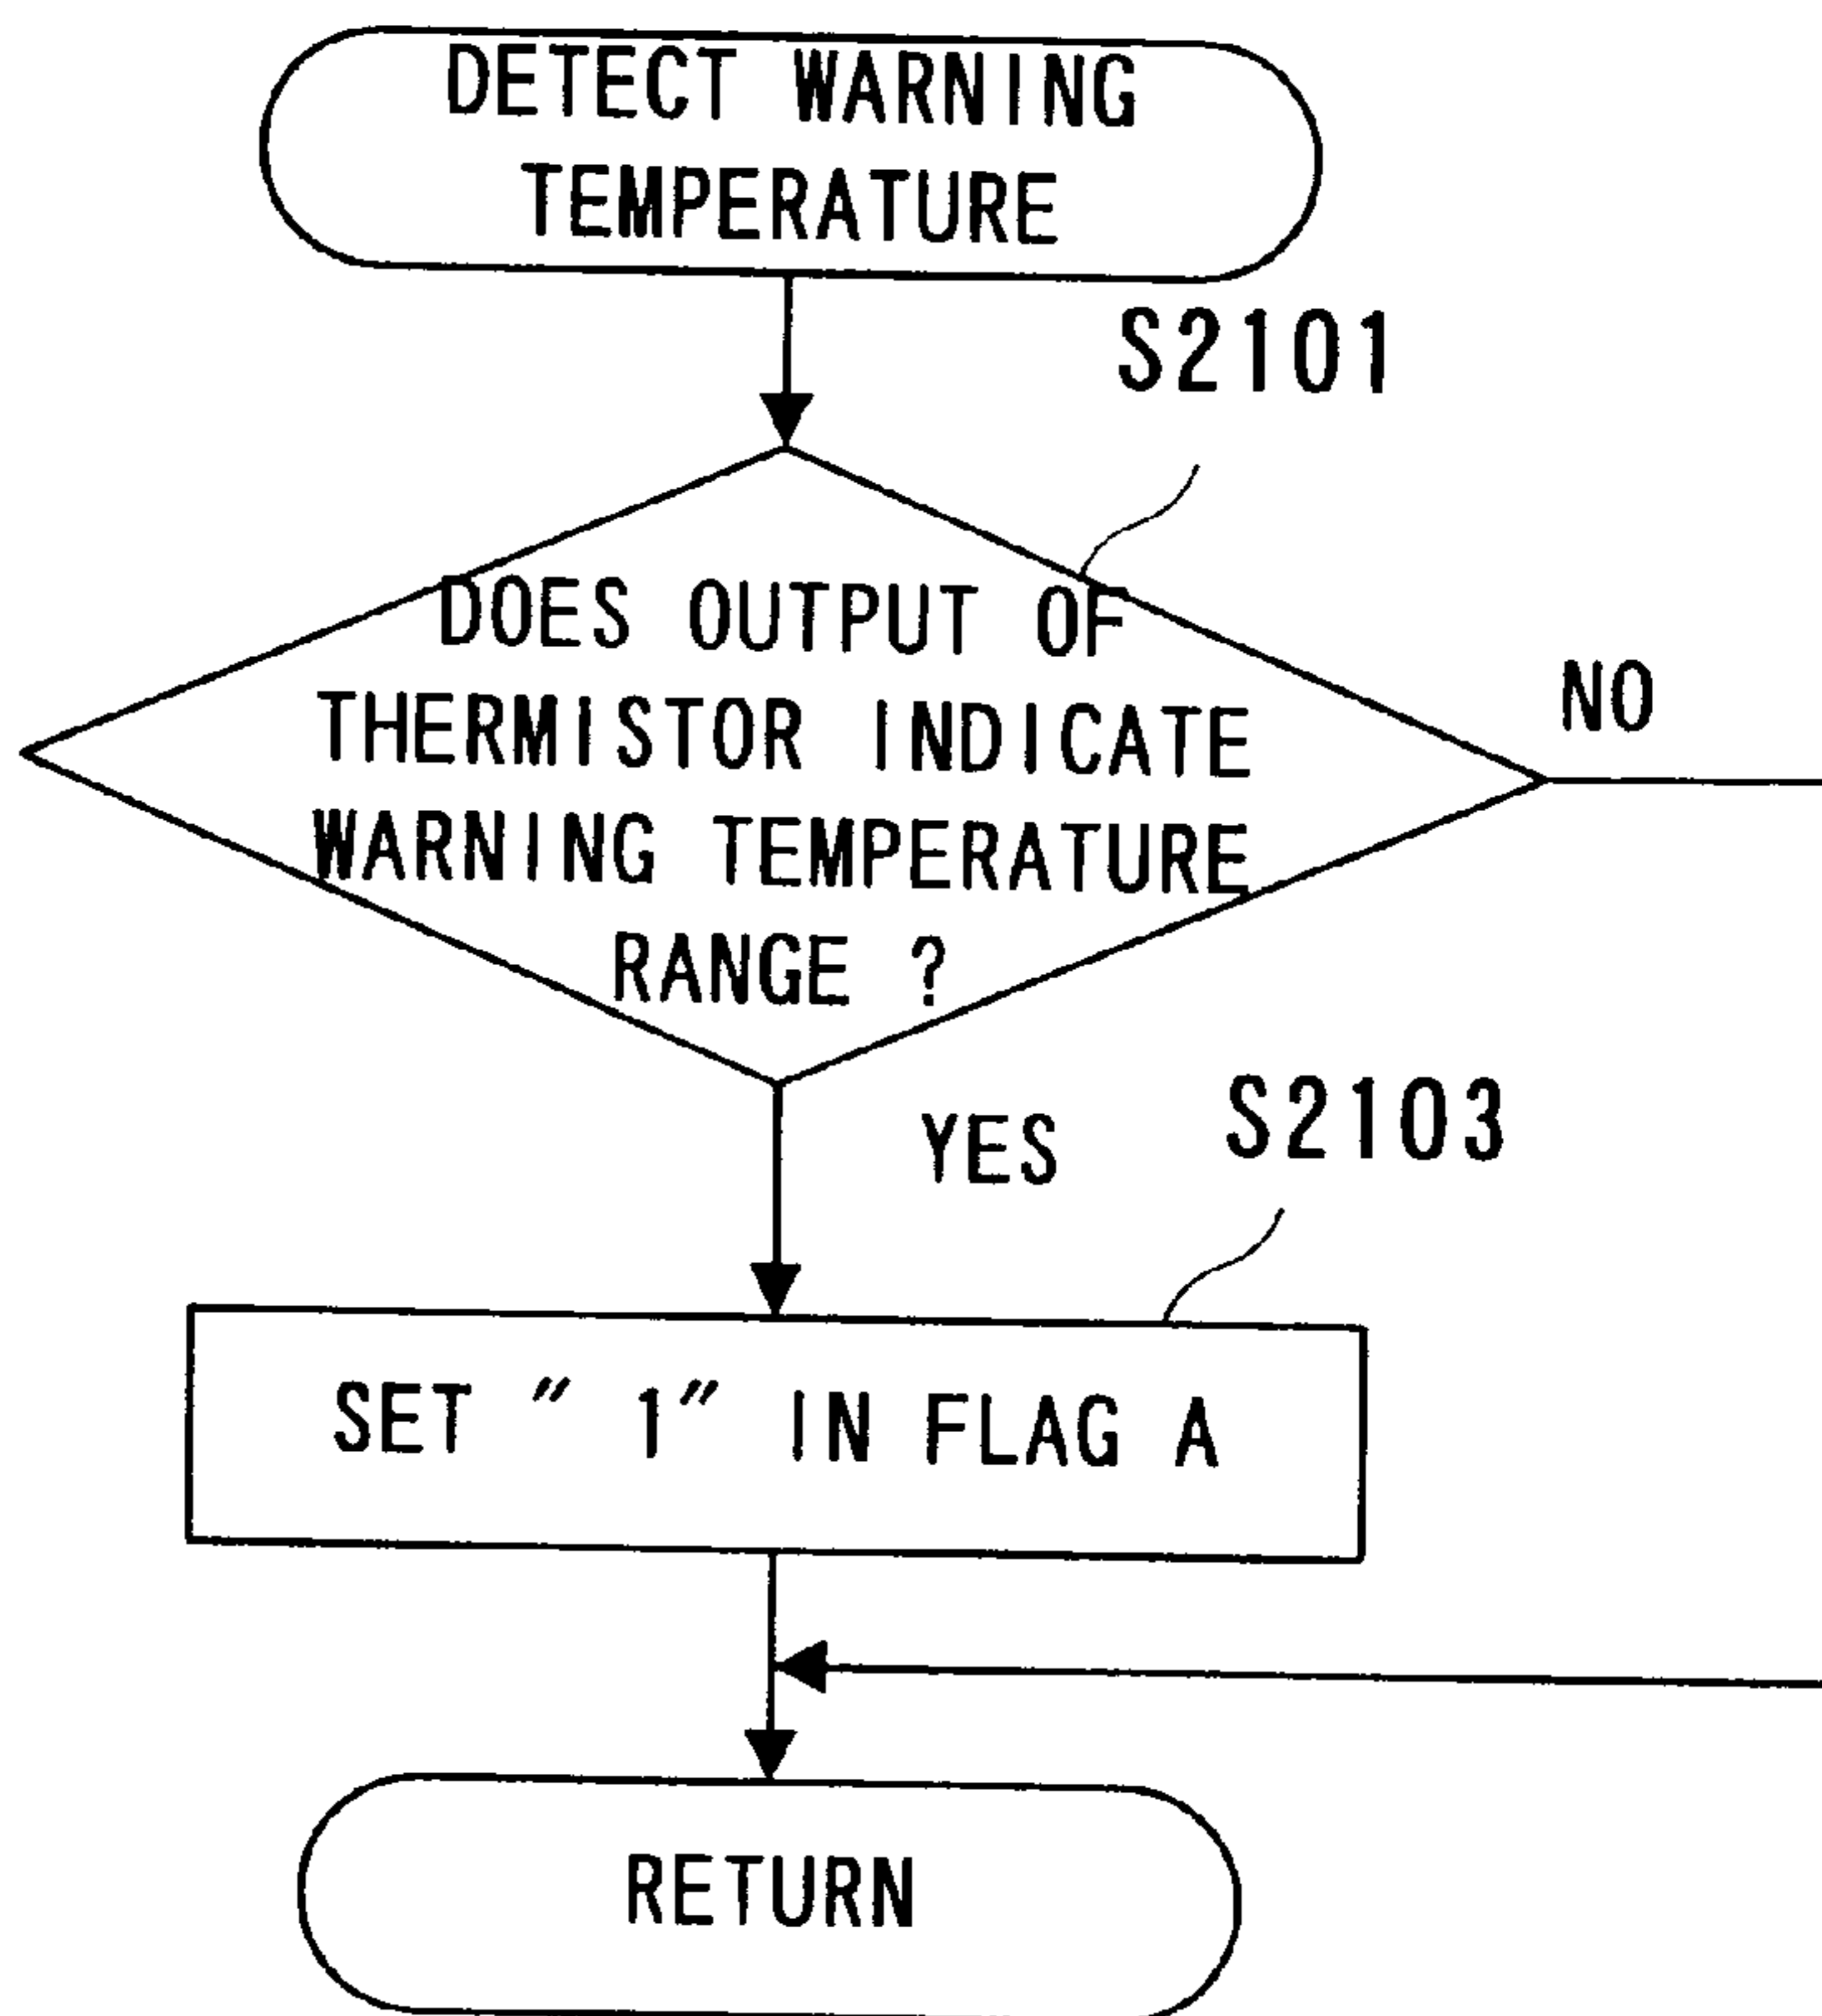 DETECT WARNING
TEMPERATURE
S2101
DOES OUTPUT OF
THERMISTOR INDICATE
WARNING TEMPERATURE
RANGE ?
NO
YES
S2103
SET " 1" IN FLAG A
RETURN